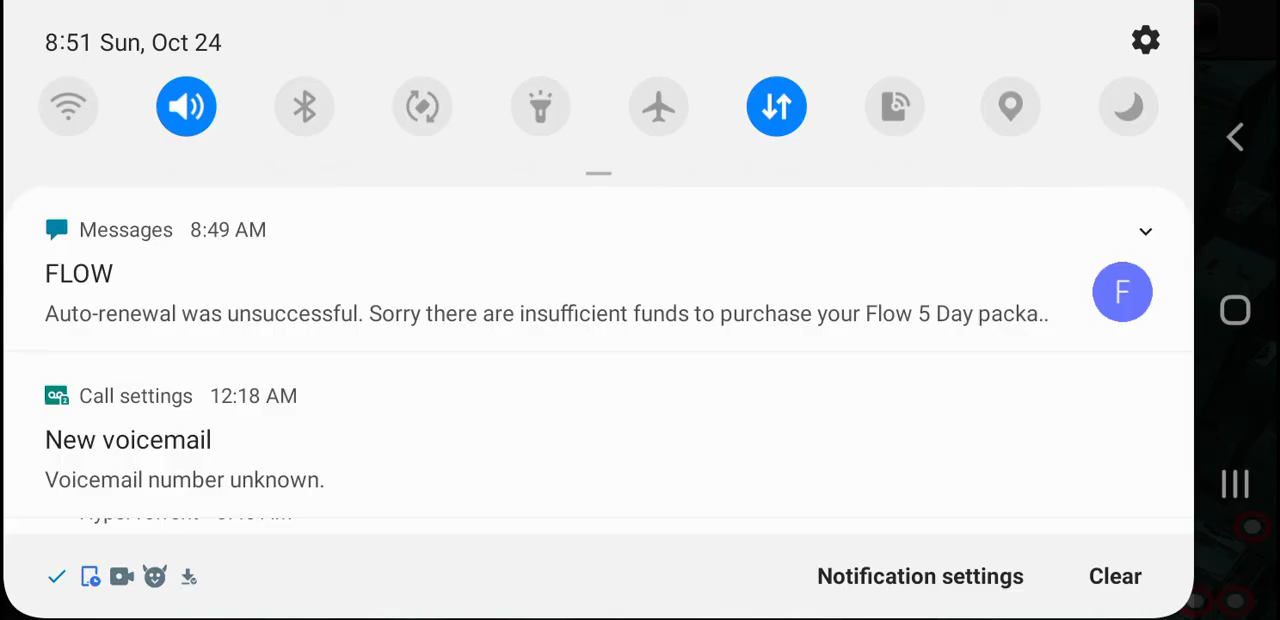 8:51 Sun, Oct 24
Messages 8:49 AM
FLOW
F
Auto-renewal was unsuccessful. Sorry there are insufficient funds to purchase your Flow 5 Day packa..
Call settings 12:18 AM
New voicemail
Voicemail number unknown.
Notification settings Clear